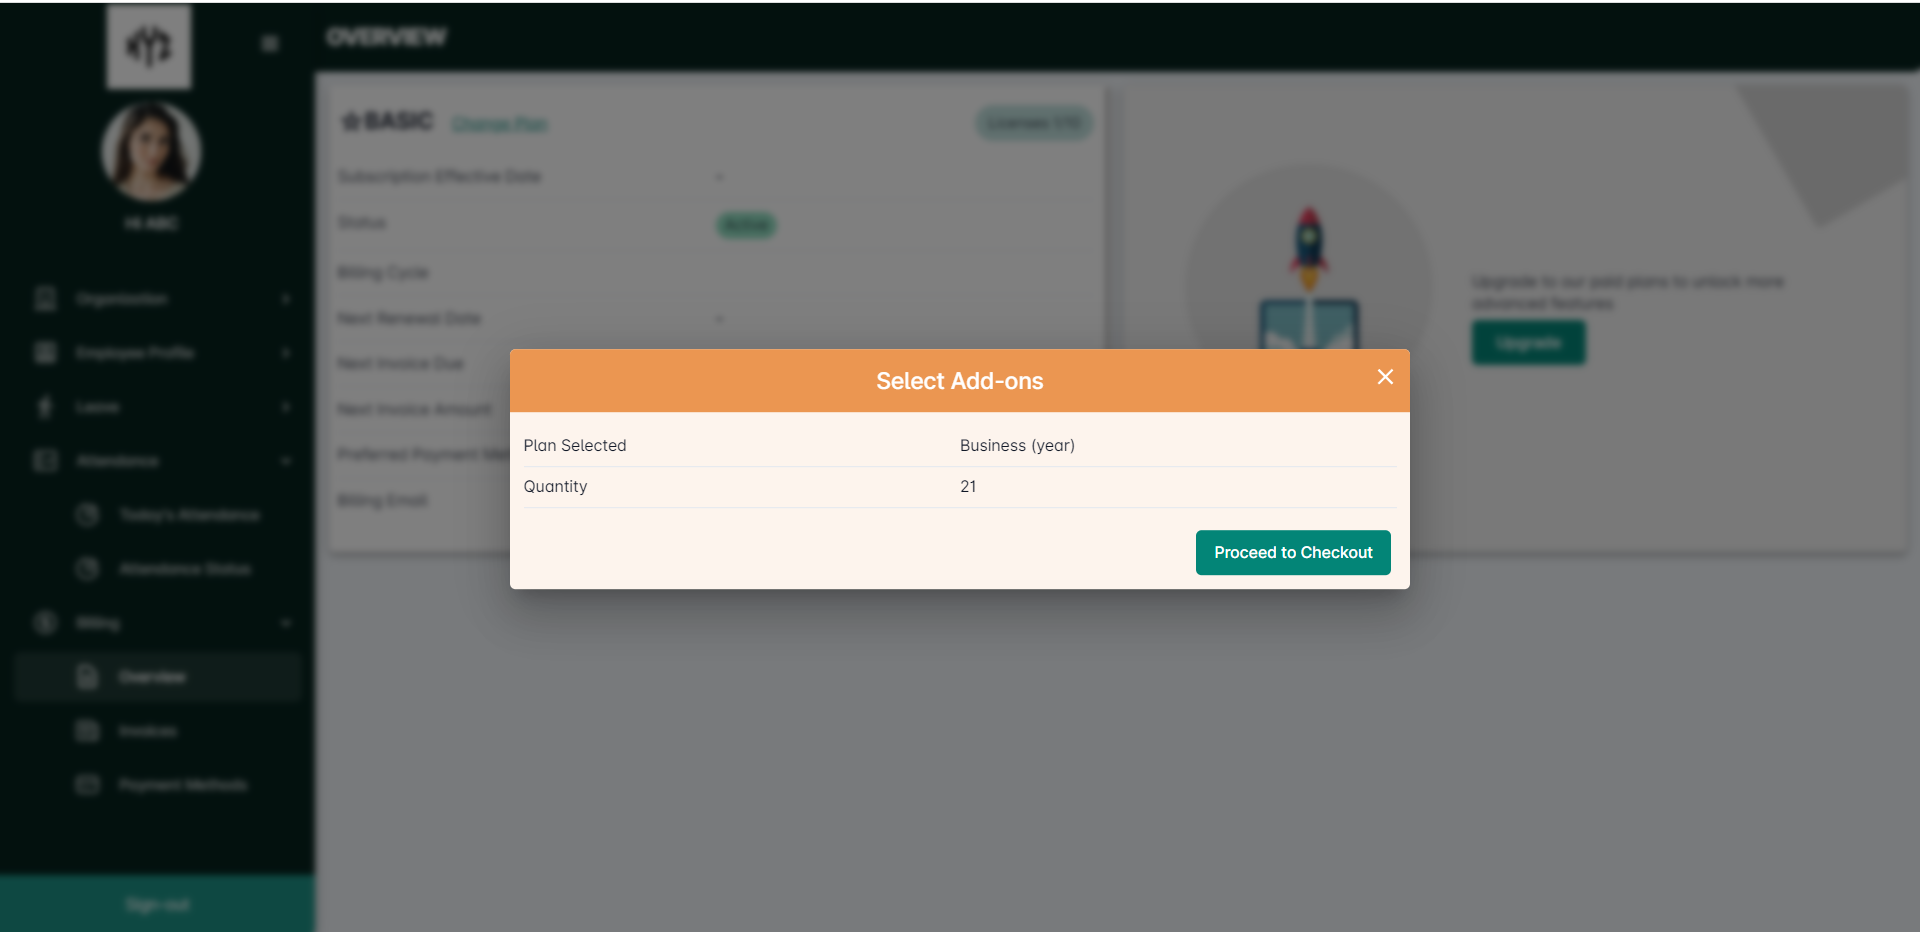 OVERVIEW
HI ABC
Organization
Employee Profile
Leave
Attendance
Today's Attendance
Attendance Status
Billing
Overview
Invoices
Payment Methods
Sign-out
BASIC Change Plan
Subscription Effective Date -
Status Active
Billing Cycle
Next Renewal Date -
Next Invoice Due
Next Invoice Amount
Preferred Payment
Billing Email
Upgrade to our paid plans to unlock more
advanced features.
Upgrade
Select Add-ons
Plan Selected Business (year)
Quantity 21
Proceed to Checkout